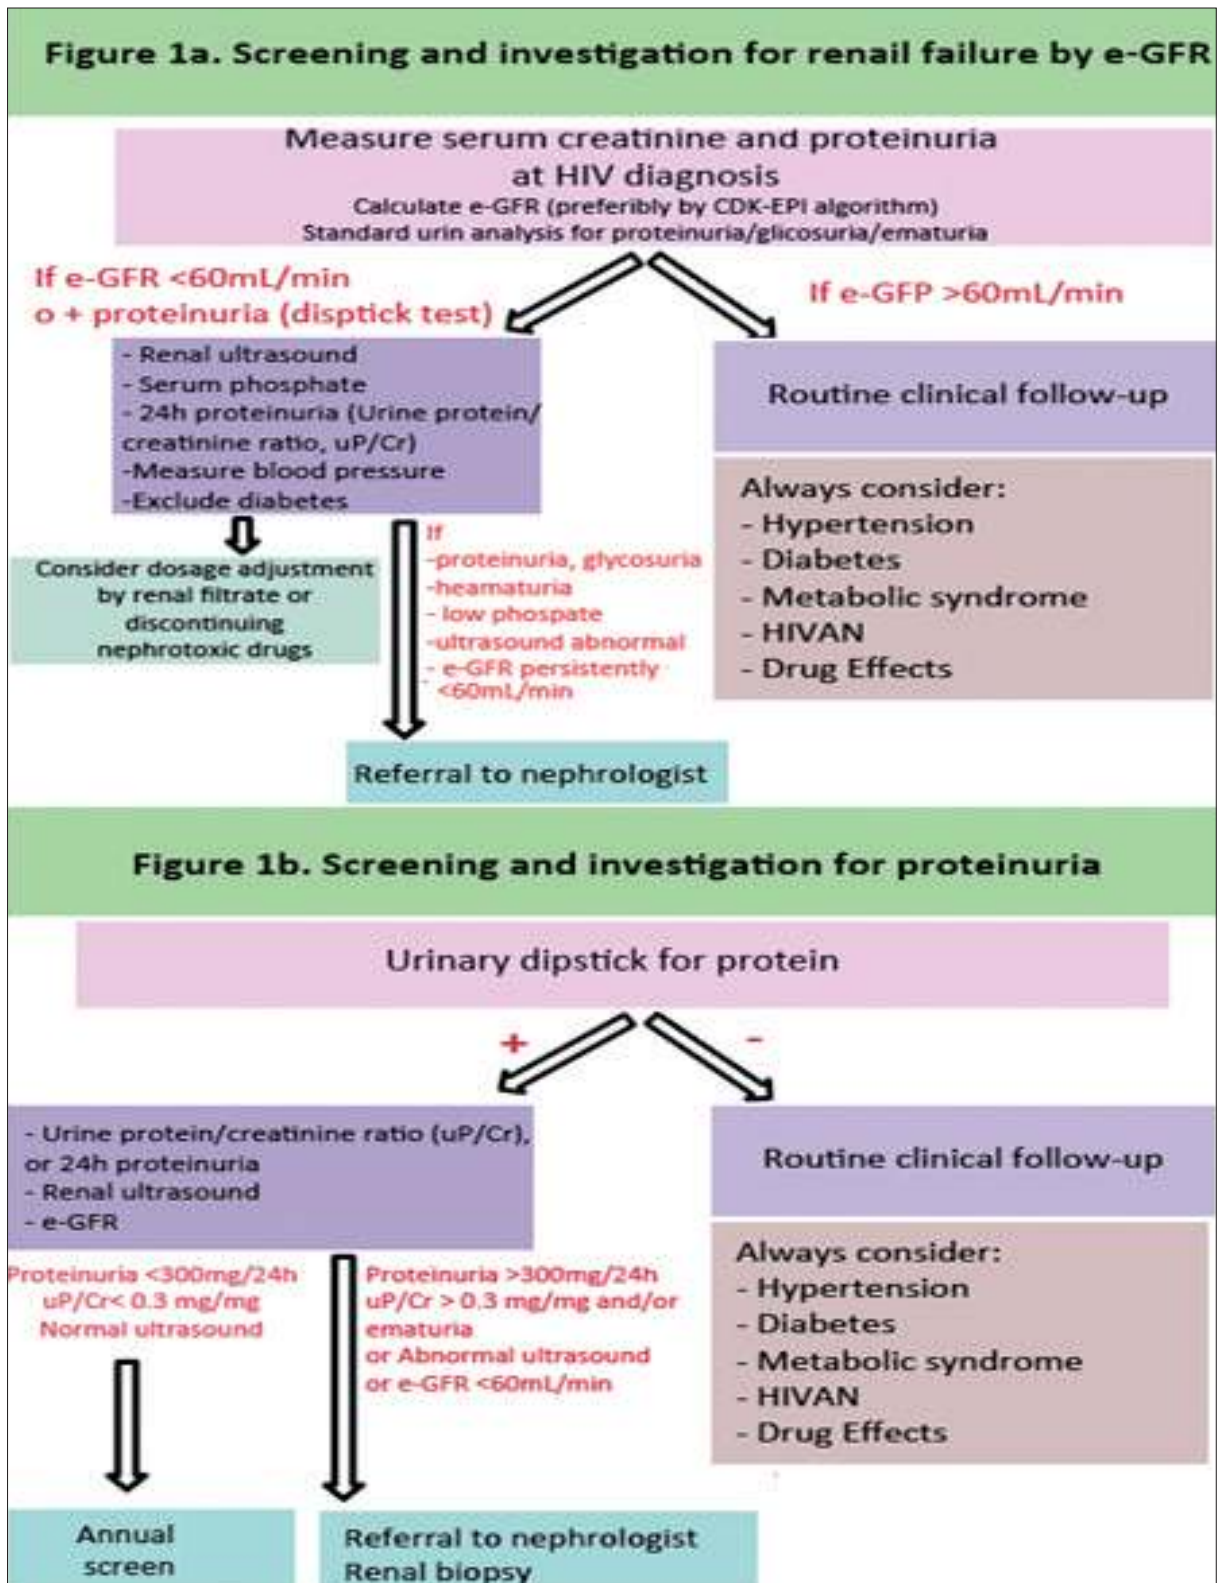 Figure 1a. Screening and investigation for renail failure by e-GFR
Measure serum creatinine and proteinuria
at HIV diagnosis
Calculate e-GFR (preferibly by CDK-EPI algorithm)
Standard urin analysis for proteinuria/glicosuria/ematuria
If e-GFR <60mL/min
o + proteinuria (disptick test)
If e-GFP >60mL/min
- Renal ultrasound
- Serum phosphate
- 24h proteinuria (Urine protein/
creatinine ratio, uP/Cr)
-Measure blood pressure
-Exclude diabetes
Routine clinical follow-up
Always consider:
- Hypertension
- Diabetes
- Metabolic syndrome
- HIVAN
- Drug Effects
Consider dosage adjustment
by renal filtrate or
discontinuing
nephrotoxic drugs
If
-proteinuria, glycosuria
-heamaturia
- low phospate
-ultrasound abnormal
- e-GFR persistently
<60mL/min
Referral to nephrologist
Figure 1b. Screening and investigation for proteinuria
Urinary dipstick for protein
+
-
- Urine protein/creatinine ratio (uP/Cr),
or 24h proteinuria
- Renal ultrasound
- e-GFR
Routine clinical follow-up
Always consider:
- Hypertension
- Diabetes
- Metabolic syndrome
- HIVAN
- Drug Effects
Proteinuria <300mg/24h
uP/Cr< 0.3 mg/mg
Normal ultrasound
Proteinuria >300mg/24h
uP/Cr > 0.3 mg/mg and/or
ematuria
or Abnormal ultrasound
or e-GFR <60mL/min
Annual
screen
Referral to nephrologist
Renal biopsy